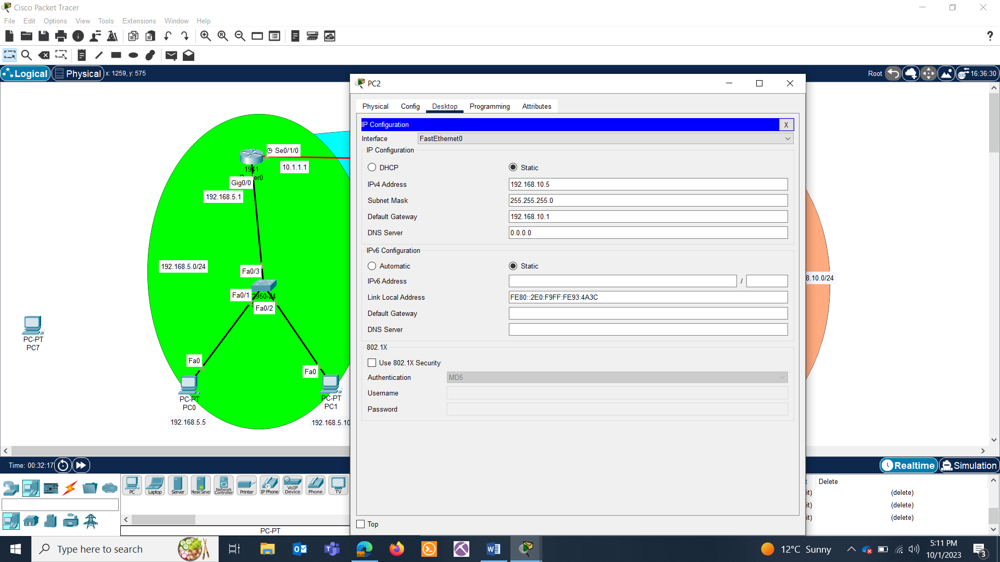 Cisco Packet Tracer
File Edit Options View Tools Extensions Window Help
Logical Physical x: 1259, y: 575
Root 16:36:30
PC2
Physical Config Desktop Programming Attributes
IP Configuration X
Interface FastEthernet0
IP Configuration
DHCP Static
IPv4 Address 192.168.10.5
Subnet Mask 255.255.255.0
Default Gateway 192.168.10.1
DNS Server 0.0.0.0
IPv6 Configuration
Automatic Static
IPv6 Address /
Link Local Address FE80::2E0:F9FF:FE93:4A3C
Default Gateway
DNS Server
802.1X
Use 802.1X Security
Authentication MD5
Username
Password
Top
Se0/1/0
10.1.1.1
1941
Gig0/0
192.168.5.1
192.168.5.0/24
Fa0/3
Fa0/1
2950-24
Fa0/2
Fa0
Fa0
PC-PT
PC7
PC-PT
PC0
192.168.5.5
PC-PT
PC1
192.168.5.10
8.10.0/24
Time: 00:32:17
Realtime Simulation
PC Laptop Server Meraki Server Network Controller Printer IP Phone VoIP Device Phone TV
PC-PT
t Delete
it) (delete)
it) (delete)
it) (delete)
Type here to search
12°C Sunny
5:11 PM
10/1/2023
3